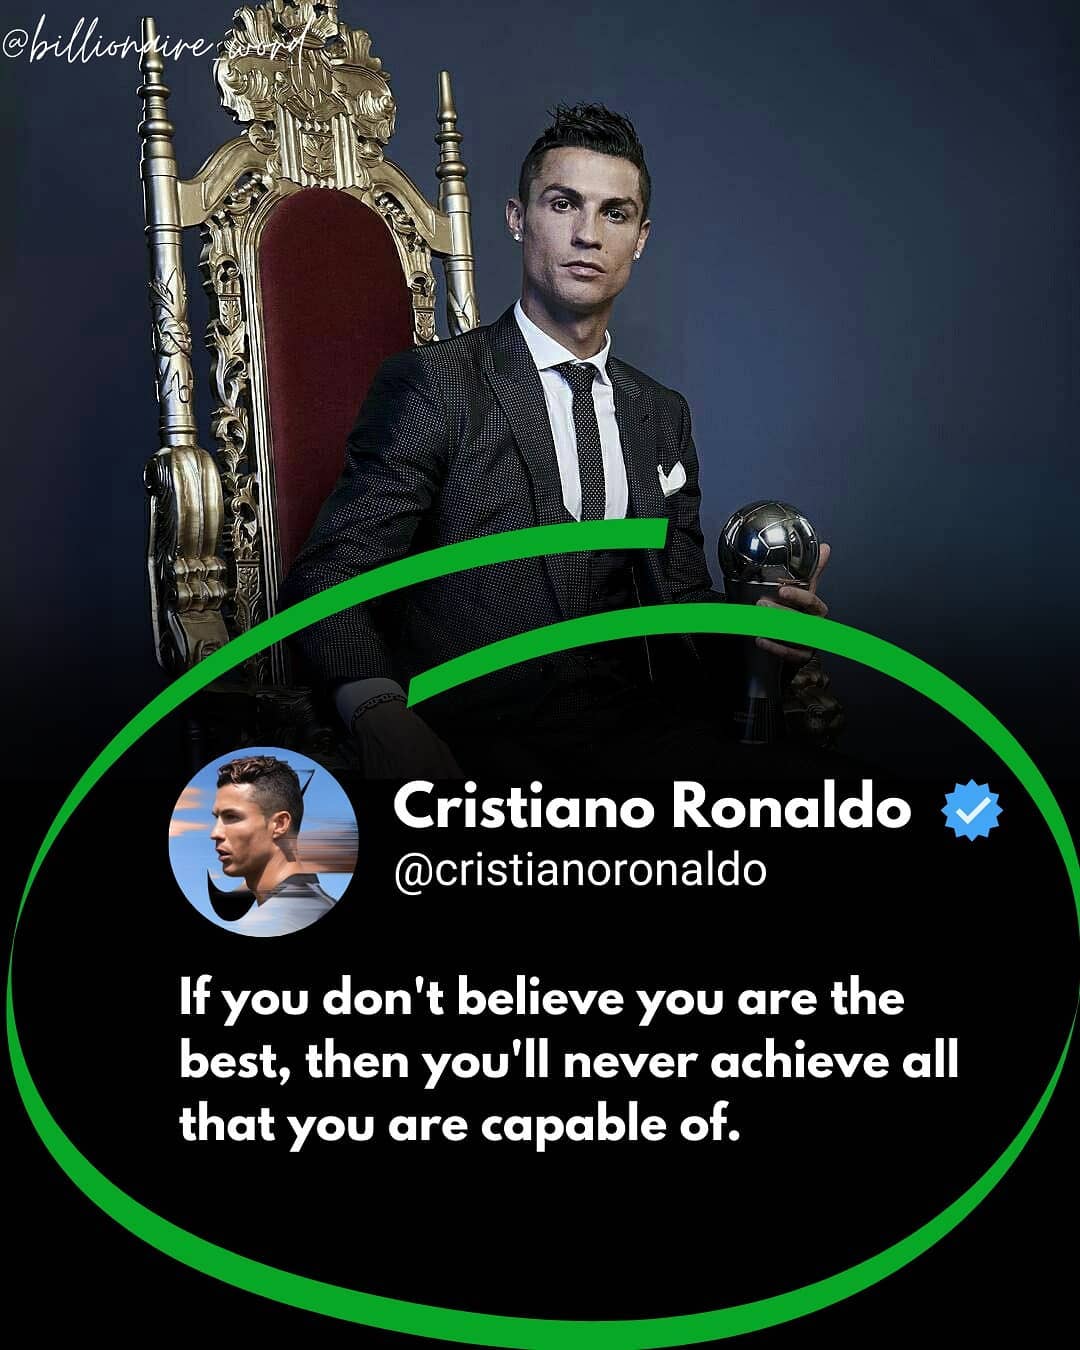 @billionaire_word
Cristiano Ronaldo
@cristianoronaldo
If you don't believe you are the
best, then you'll never achieve all
that you are capable of.